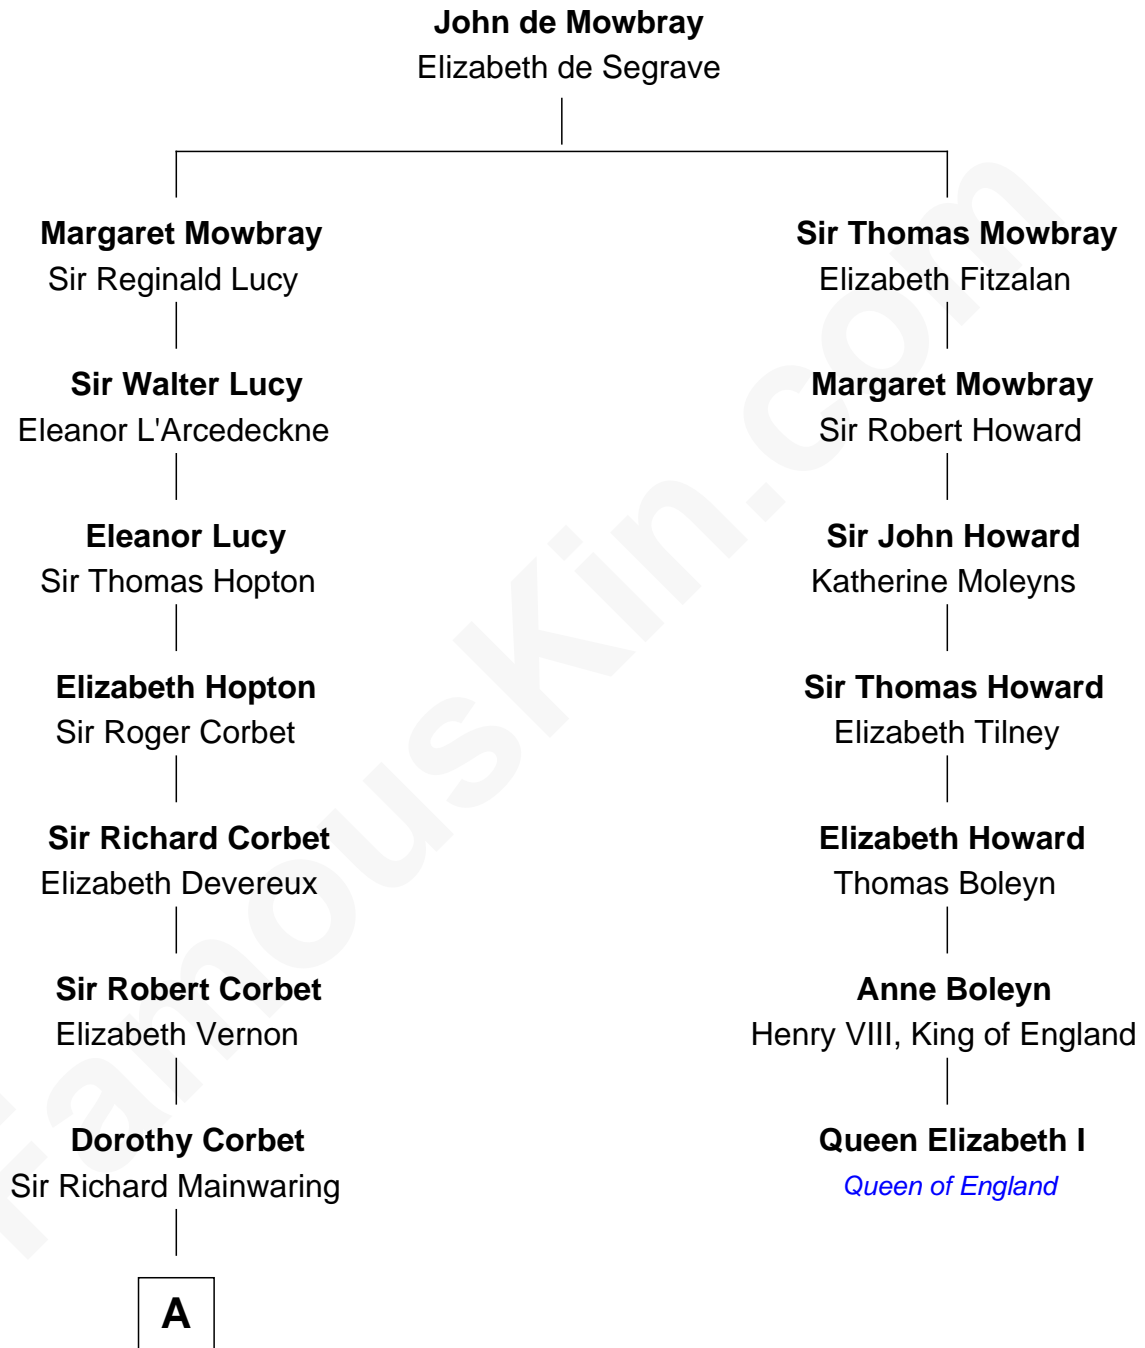 John de Mowbray
Elizabeth de Segrave
Margaret Mowbray
Sir Reginald Lucy
Sir Thomas Mowbray
Elizabeth Fitzalan
Sir Walter Lucy
Eleanor L'Arcedeckne
Margaret Mowbray
Sir Robert Howard
Eleanor Lucy
Sir Thomas Hopton
Sir John Howard
Katherine Moleyns
Elizabeth Hopton
Sir Roger Corbet
Sir Thomas Howard
Elizabeth Tilney
Sir Richard Corbet
Elizabeth Devereux
Elizabeth Howard
Thomas Boleyn
Sir Robert Corbet
Elizabeth Vernon
Anne Boleyn
Henry VIII, King of England
Dorothy Corbet
Sir Richard Mainwaring
Queen Elizabeth I
Queen of England
A
FamousKin.com